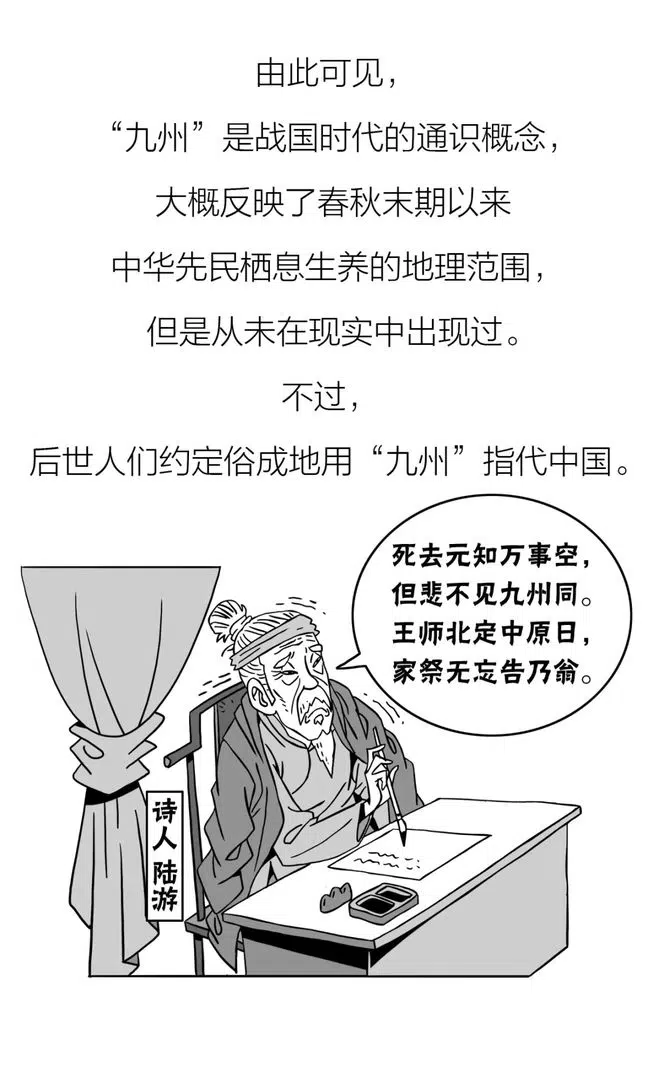 由此可见，
“九州”是战国时代的通识概念，
大概反映了春秋末期以来
中华先民栖息生养的地理范围，
但是从未在现实中出现过。
不过，
后世人们约定俗成地用“九州”指代中国。
死去元知万事空，
但悲不见九州同。
王师北定中原日，
家祭无忘告乃翁。
诗人 陆游